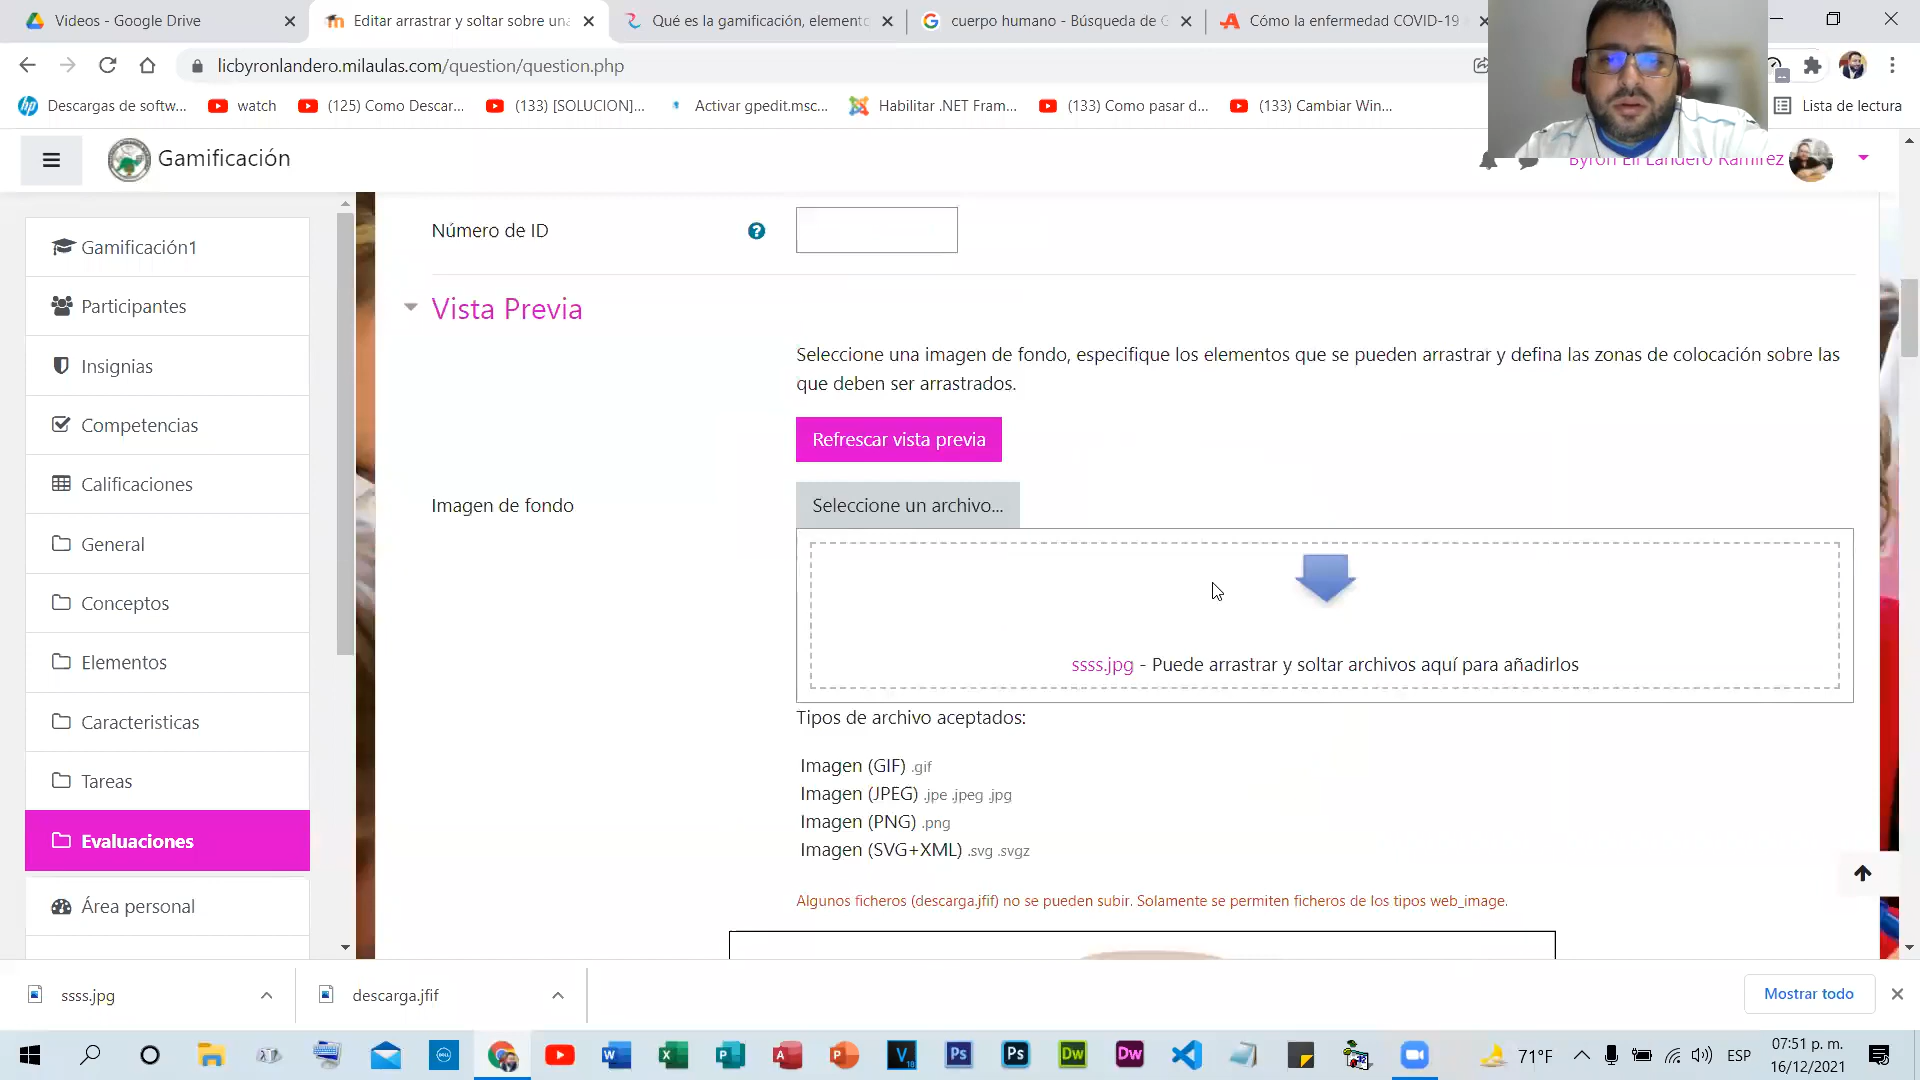 Videos - Google Drive
Editar arrastrar y soltar sobre una
Qué es la gamificación, elemento
cuerpo humano - Búsqueda de G
Cómo la enfermedad COVID-19
licbyronlandero.milaulas.com/question/question.php
Descargas de softw...
watch
(125) Como Descar...
(133) [SOLUCION]...
Activar gpedit.msc...
Habilitar .NET Fram...
(133) Como pasar d...
(133) Cambiar Win...
Lista de lectura
Gamificación
Byron Eli Landero Ramirez
Gamificación1
Participantes
Insignias
Competencias
Calificaciones
General
Conceptos
Elementos
Caracteristicas
Tareas
Evaluaciones
Área personal
Número de ID
Vista Previa
Seleccione una imagen de fondo, especifique los elementos que se pueden arrastrar y defina las zonas de colocación sobre las
que deben ser arrastrados.
Refrescar vista previa
Imagen de fondo
Seleccione un archivo...
ssss.jpg - Puede arrastrar y soltar archivos aquí para añadirlos
Tipos de archivo aceptados:
Imagen (GIF) .gif
Imagen (JPEG) .jpe .jpeg .jpg
Imagen (PNG) .png
Imagen (SVG+XML) .svg .svgz
Algunos ficheros (descarga.jfif) no se pueden subir. Solamente se permiten ficheros de los tipos web_image.
ssss.jpg
descarga.jfif
Mostrar todo
71°F
ESP
07:51 p. m.
16/12/2021